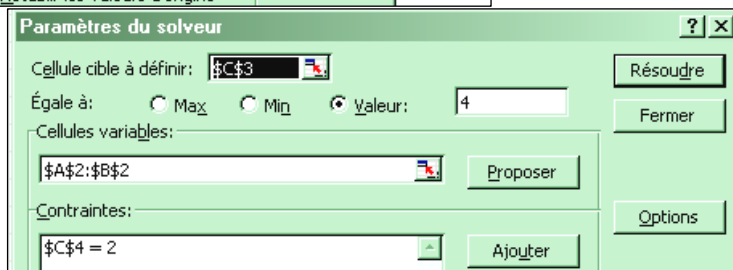 Paramètres du solveur
Cellule cible à définir: $C$3 Résoudre
Égale à: Max Min Valeur: 4 Fermer
Cellules variables:
$A$2:$B$2 Proposer
Contraintes: Options
$C$4 = 2 Ajouter